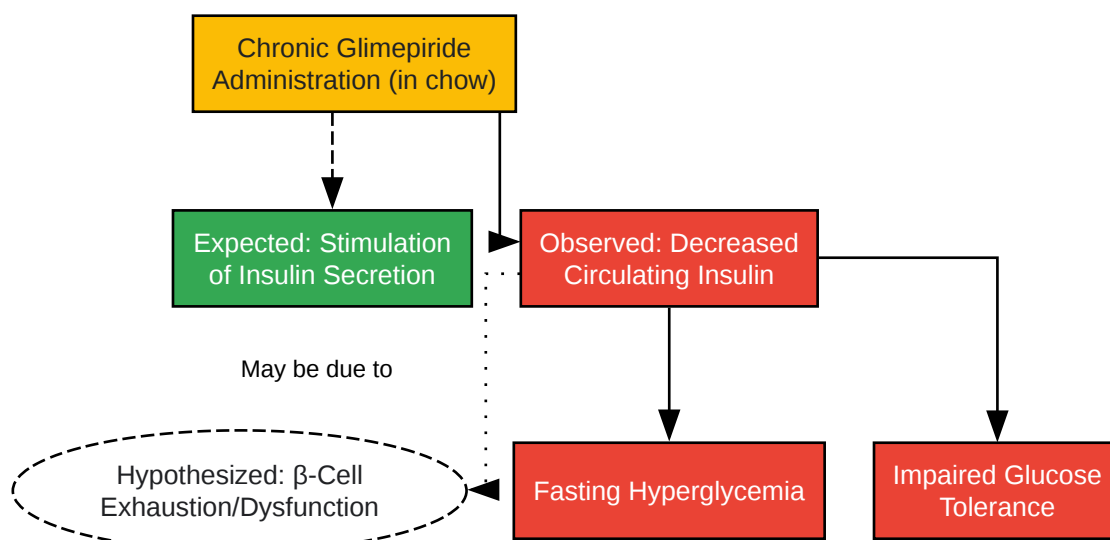 Chronic Glimepiride
Administration (in chow)
Expected: Stimulation
of Insulin Secretion
Observed: Decreased
Circulating Insulin
May be due to
Hypothesized: β-Cell
Exhaustion/Dysfunction
Fasting Hyperglycemia
Impaired Glucose
Tolerance